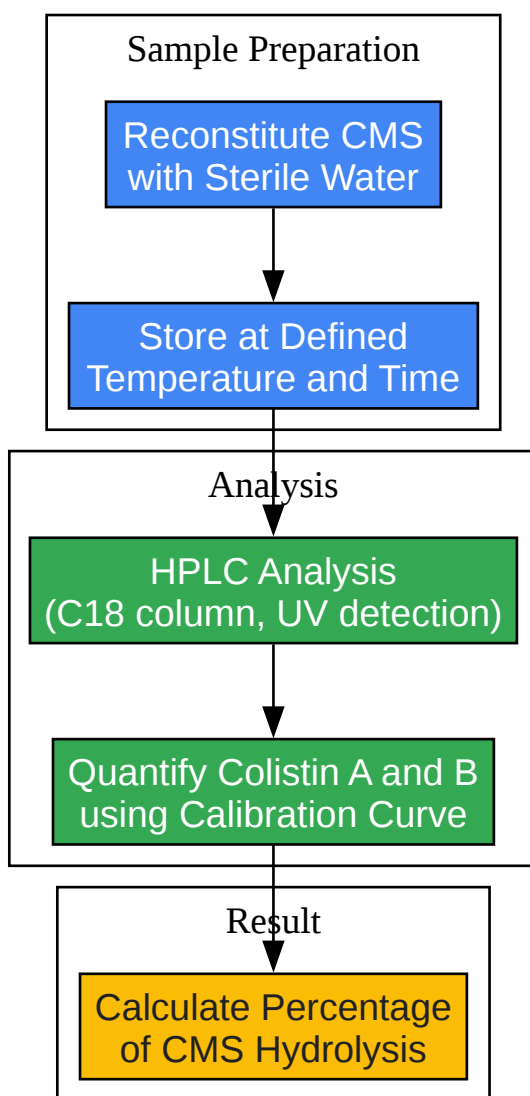 Sample Preparation
Reconstitute CMS
with Sterile Water
Store at Defined
Temperature and Time
Analysis
HPLC Analysis
(C18 column, UV detection)
Quantify Colistin A and B
using Calibration Curve
Result
Calculate Percentage
of CMS Hydrolysis